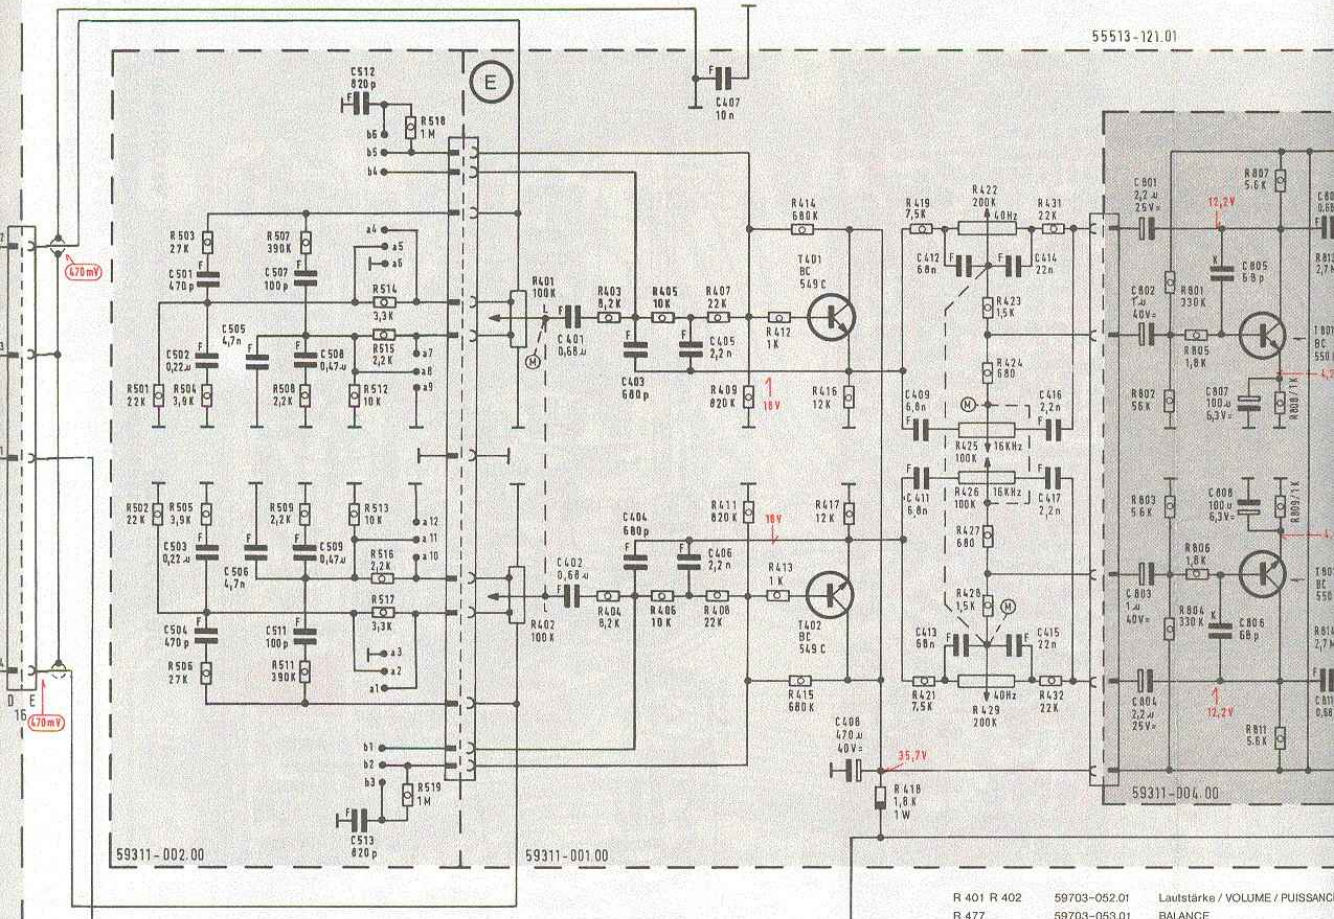 55513-121.01
E
C512
820p
R518
1M
b6
b5
b4
F
C407
10n
R503
27K
C501
470p
R507
390K
C507
100p
a4
a5
a6
R514
3,3K
C505
4,7n
C502
0,22µ
C508
0,47µ
R515
2,2K
a7
a8
a9
R501
22K
R504
3,9K
R508
2,2K
R512
10K
R401
100K
M
C401
0,68µ
R403
8,2K
R405
10K
R407
22K
C403
680p
C405
2,2n
R414
680K
T401
BC
549C
R412
1K
R409
820K
18V
R416
12K
R419
7,5K
R422
200K
40Hz
R431
22K
C412
68n
C414
22n
R423
1,5K
R424
680
C409
6,8n
M
C416
2,2n
R425
100K
16KHz
C801
2,2µ
25V=
12,2V
R807
5.6K
C805
68p
C802
1µ
40V=
R801
330K
R805
1,8K
R802
56K
C807
100µ
6,3V=
R808/1K
470mV
R502
22K
R505
3,9K
R509
2,2K
R513
10K
C503
0,22µ
C506
4,7n
C509
0,47µ
R516
2,2K
a12
a11
a10
R517
3,3K
C504
470p
R506
27K
C511
100p
R511
390K
a3
a2
a1
R402
100K
C402
0,68µ
C404
680p
C406
2,2n
R404
8,2K
R406
10K
R408
22K
R411
820K
18V
R417
12K
R413
1K
T402
BC
549C
R415
680K
C411
6,8n
R426
100K
16KHz
C417
2,2n
R427
680
R428
1,5K
M
C413
68n
C415
22n
R421
7,5K
R429
200K
40Hz
R432
22K
R803
5.6K
C808
100µ
6,3V=
R809/1K
R806
1,8K
C803
1µ
40V=
R804
330K
C806
68p
C804
2,2µ
25V=
12,2V
R811
5.6K
D E
16
470mV
b1
b2
b3
R519
1M
C513
820p
C408
470µ
40V=
35,7V
R418
1,8K
1W
59311-004.00
59311-002.00
59311-001.00
R 401 R 402 59703-052.01 Lautstärke / VOLUME / PUISSANCE
R 477 59703-053.01 BALANCE